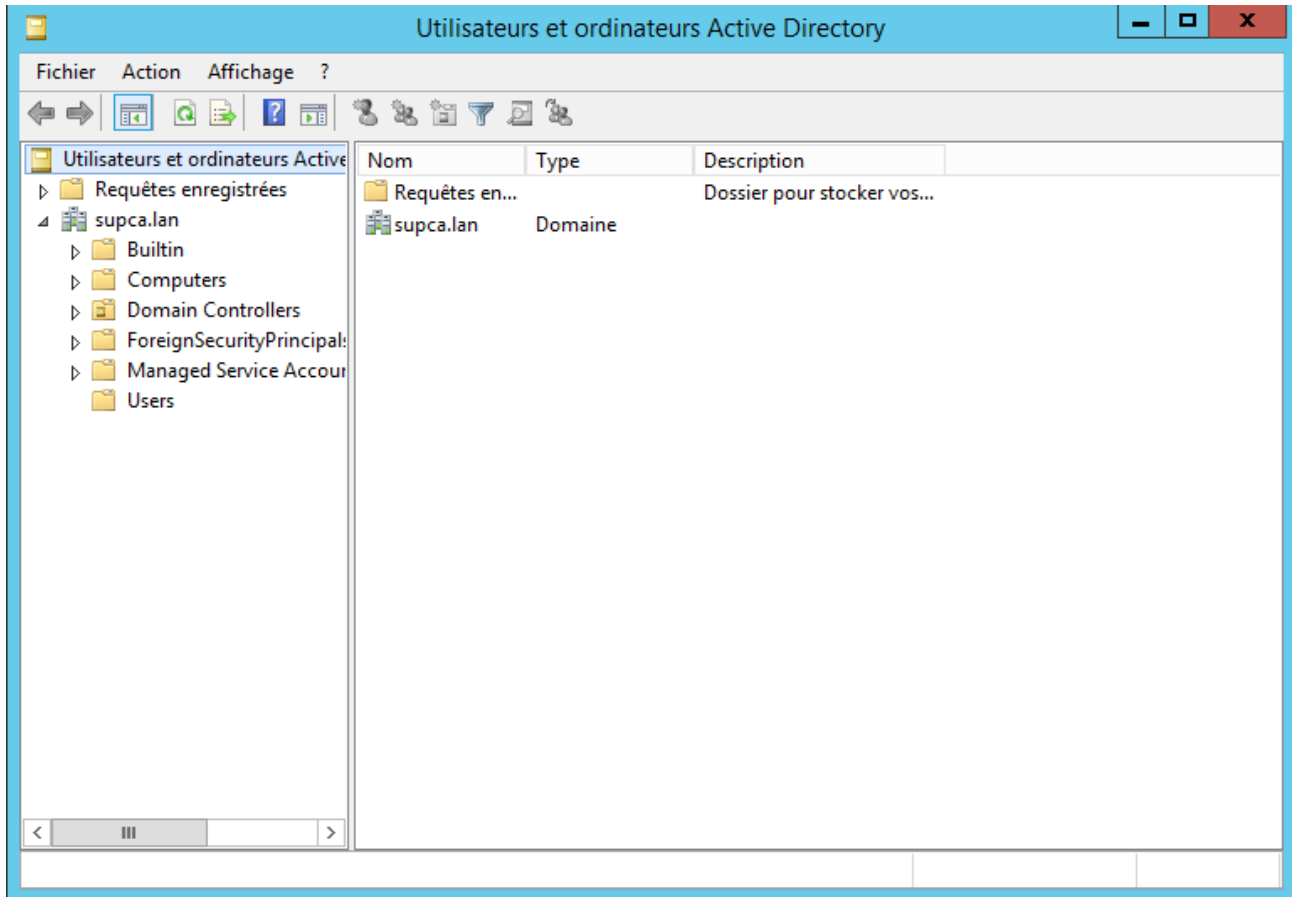 Utilisateurs et ordinateurs Active Directory
Fichier Action Affichage ?
Utilisateurs et ordinateurs Active
Requêtes enregistrées
supca.lan
Builtin
Computers
Domain Controllers
ForeignSecurityPrincipals
Managed Service Accour
Users
Nom Type Description
Requêtes en... Dossier pour stocker vos...
supca.lan Domaine